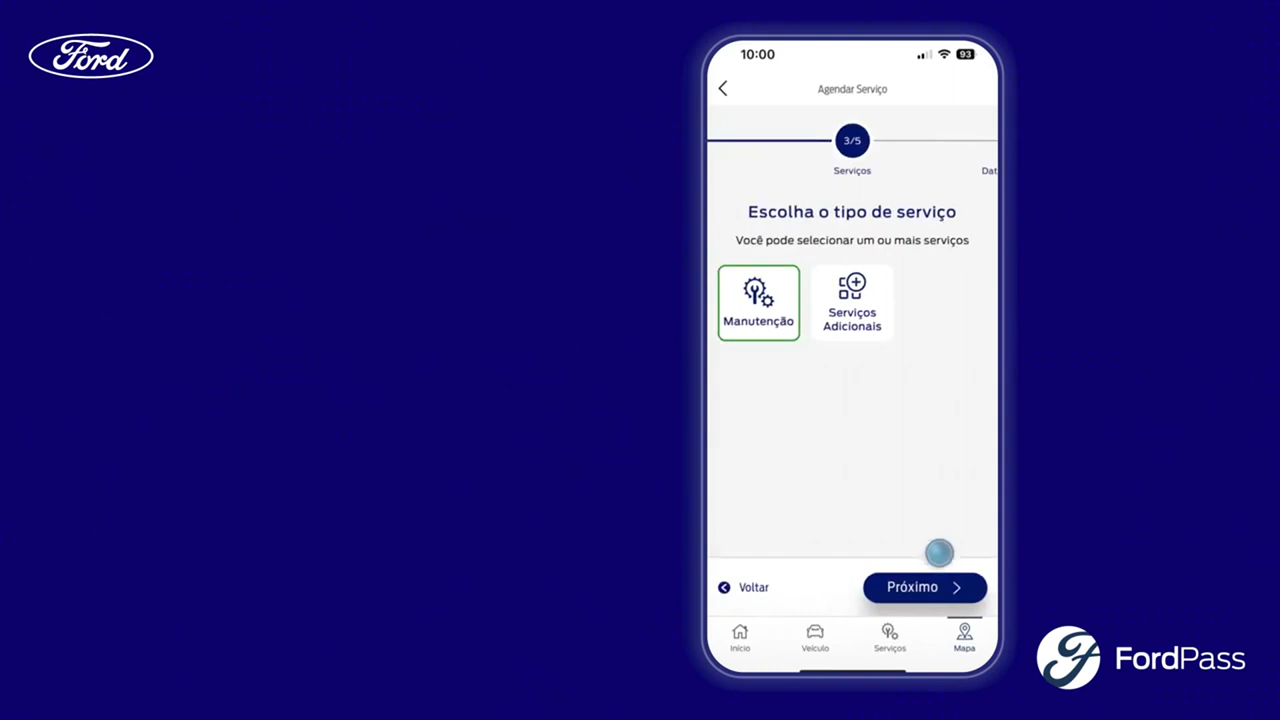 Ford
10:00
93
Agendar Serviço
3/5
Serviços
Dat
Escolha o tipo de serviço
Você pode selecionar um ou mais serviços
Manutenção
Serviços
Adicionais
Voltar
Próximo
Início
Veículo
Serviços
Mapa
FordPass